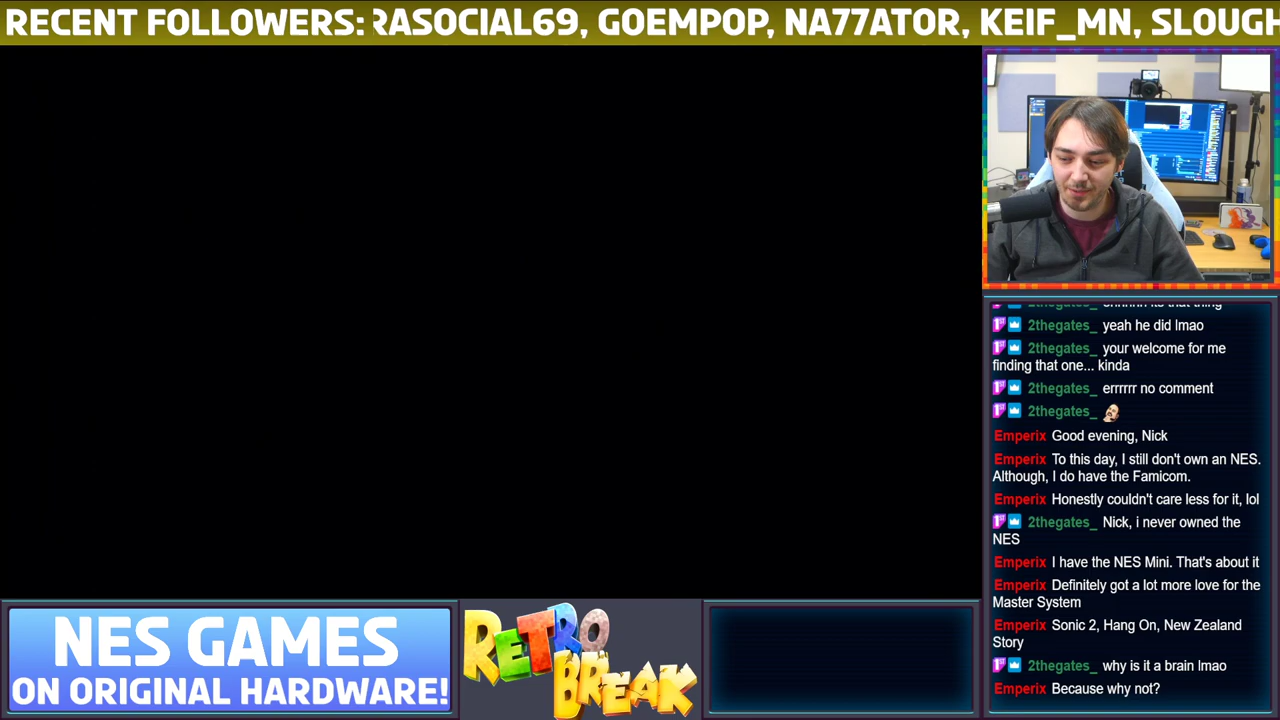 RECENT FOLLOWERS: RASOCIAL69, GOEMPOP, NA77ATOR, KEIF_MN, SLOUGH
2thegates_ yeah he did lmao
2thegates_ your welcome for me
finding that one... kinda
2thegates_ errrrrr no comment
2thegates_
Emperix Good evening, Nick
Emperix To this day, I still don't own an NES.
Although, I do have the Famicom.
Emperix Honestly couldn't care less for it, lol
2thegates_ Nick, i never owned the
NES
Emperix I have the NES Mini. That's about it
Emperix Definitely got a lot more love for the
Master System
Emperix Sonic 2, Hang On, New Zealand
Story
2thegates_ why is it a brain lmao
Emperix Because why not?
NES GAMES
ON ORIGINAL HARDWARE!
RETRO
BREAK